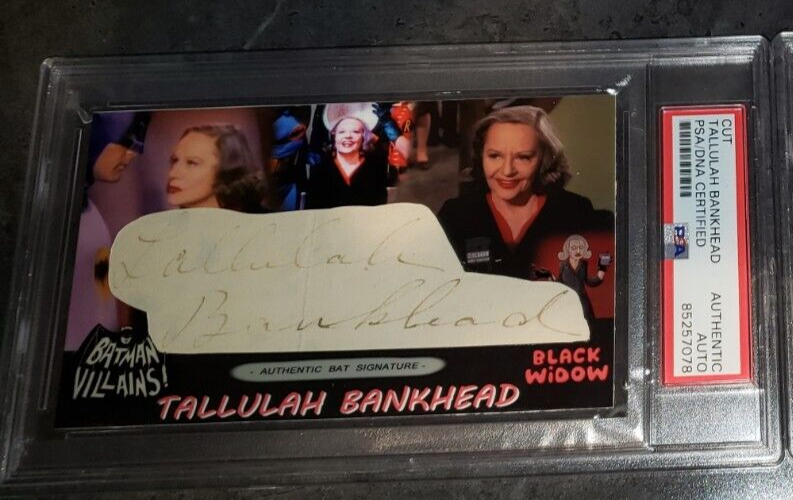 Tallulah
Bankhead
BATMAN
VILLAINS!
- AUTHENTIC BAT SIGNATURE -
BLACK
WiDOW
TALLULAH BANKHEAD
CUT
TALLULAH BANKHEAD
PSA/DNA CERTIFIED
AUTHENTIC
AUTO
85257078
PSA